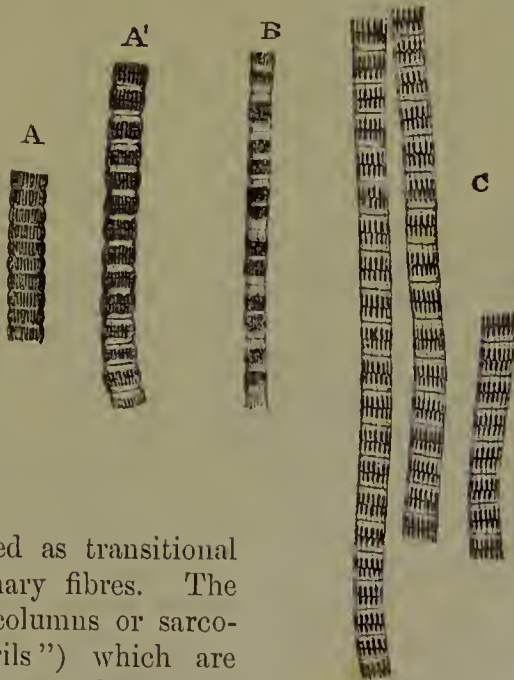 A
A'
B
C
ed as transitional
nary fibres. The
columns or sarco-
rils") which are